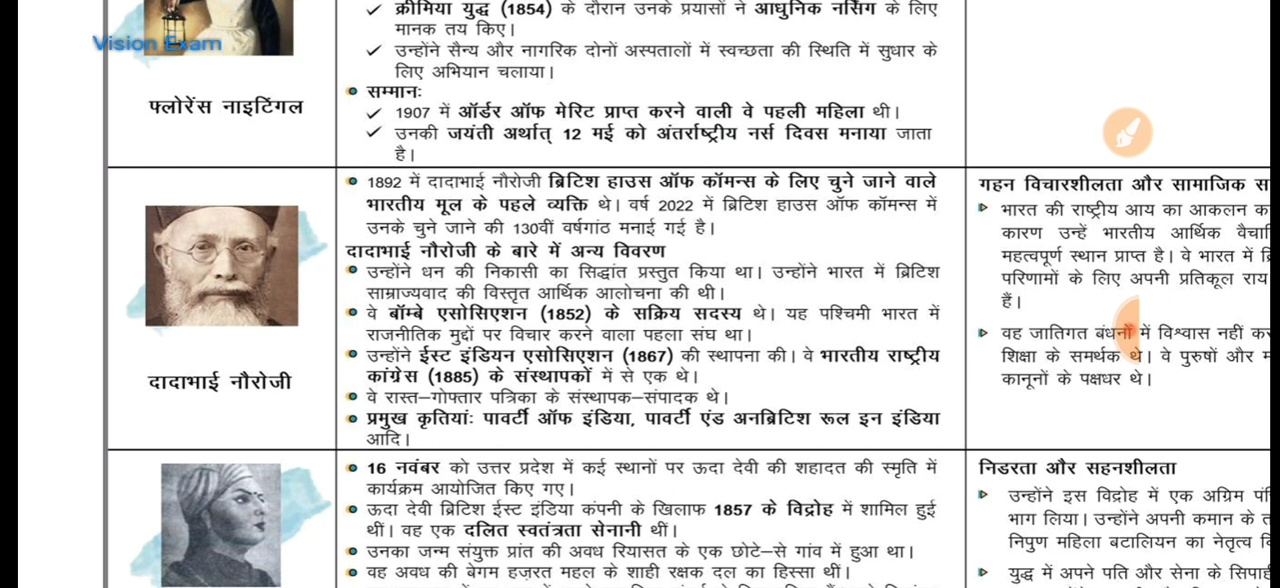 Vision Exam
फ्लोरेंस नाइटिंगल
✓ क्रीमिया युद्ध (1854) के दौरान उनके प्रयासों ने आधुनिक नर्सिंग के लिए
मानक तय किए।
✓ उन्होंने सैन्य और नागरिक दोनों अस्पतालों में स्वच्छता की स्थिति में सुधार के
लिए अभियान चलाया।
सम्मानः
✓ 1907 में ऑर्डर ऑफ मेरिट प्राप्त करने वाली वे पहली महिला थी।
✓ उनकी जयंती अर्थात् 12 मई को अंतर्राष्ट्रीय नर्स दिवस मनाया जाता
है।
दादाभाई नौरोजी
1892 में दादाभाई नौरोजी ब्रिटिश हाउस ऑफ कॉमन्स के लिए चुने जाने वाले
भारतीय मूल के पहले व्यक्ति थे। वर्ष 2022 में ब्रिटिश हाउस ऑफ कॉमन्स में
उनके चुने जाने की 130वीं वर्षगांठ मनाई गई है।
दादाभाई नौरोजी के बारे में अन्य विवरण
उन्होंने धन की निकासी का सिद्धांत प्रस्तुत किया था। उन्होंने भारत में ब्रिटिश
साम्राज्यवाद की विस्तृत आर्थिक आलोचना की थी।
वे बॉम्बे एसोसिएशन (1852) के सक्रिय सदस्य थे। यह पश्चिमी भारत में
राजनीतिक मुद्दों पर विचार करने वाला पहला संघ था।
उन्होंने ईस्ट इंडियन एसोसिएशन (1867) की स्थापना की। वे भारतीय राष्ट्रीय
कांग्रेस (1885) के संस्थापकों में से एक थे।
वे रास्त–गोफ्तार पत्रिका के संस्थापक–संपादक थे।
प्रमुख कृतियांः पावर्टी ऑफ इंडिया, पावर्टी एंड अनब्रिटिश रूल इन इंडिया
आदि।
गहन विचारशीलता और सामाजिक
भारत की राष्ट्रीय आय का आकलन
कारण उन्हें भारतीय आर्थिक
महत्वपूर्ण स्थान प्राप्त है। वे भारत में
परिणामों के लिए अपनी प्रतिकूल राय
हैं।
वह जातिगत बंधनों में विश्वास नहीं
शिक्षा के समर्थक थे। वे पुरुषों और
कानूनों के पक्षधर थे।
16 नवंबर को उत्तर प्रदेश में कई स्थानों पर ऊदा देवी की शहादत की स्मृति में
कार्यक्रम आयोजित किए गए।
ऊदा देवी ब्रिटिश ईस्ट इंडिया कंपनी के खिलाफ 1857 के विद्रोह में शामिल हुई
थीं। वह एक दलित स्वतंत्रता सेनानी थीं।
उनका जन्म संयुक्त प्रांत की अवध रियासत के एक छोटे–से गांव में हुआ था।
वह अवध की बेगम हज़रत महल के शाही रक्षक दल का हिस्सा थीं।
निडरता और सहनशीलता
उन्होंने इस विद्रोह में एक अग्रिम
भाग लिया। उन्होंने अपनी कमान के
निपुण महिला बटालियन का नेतृत्व
युद्ध में अपने पति और सेना के